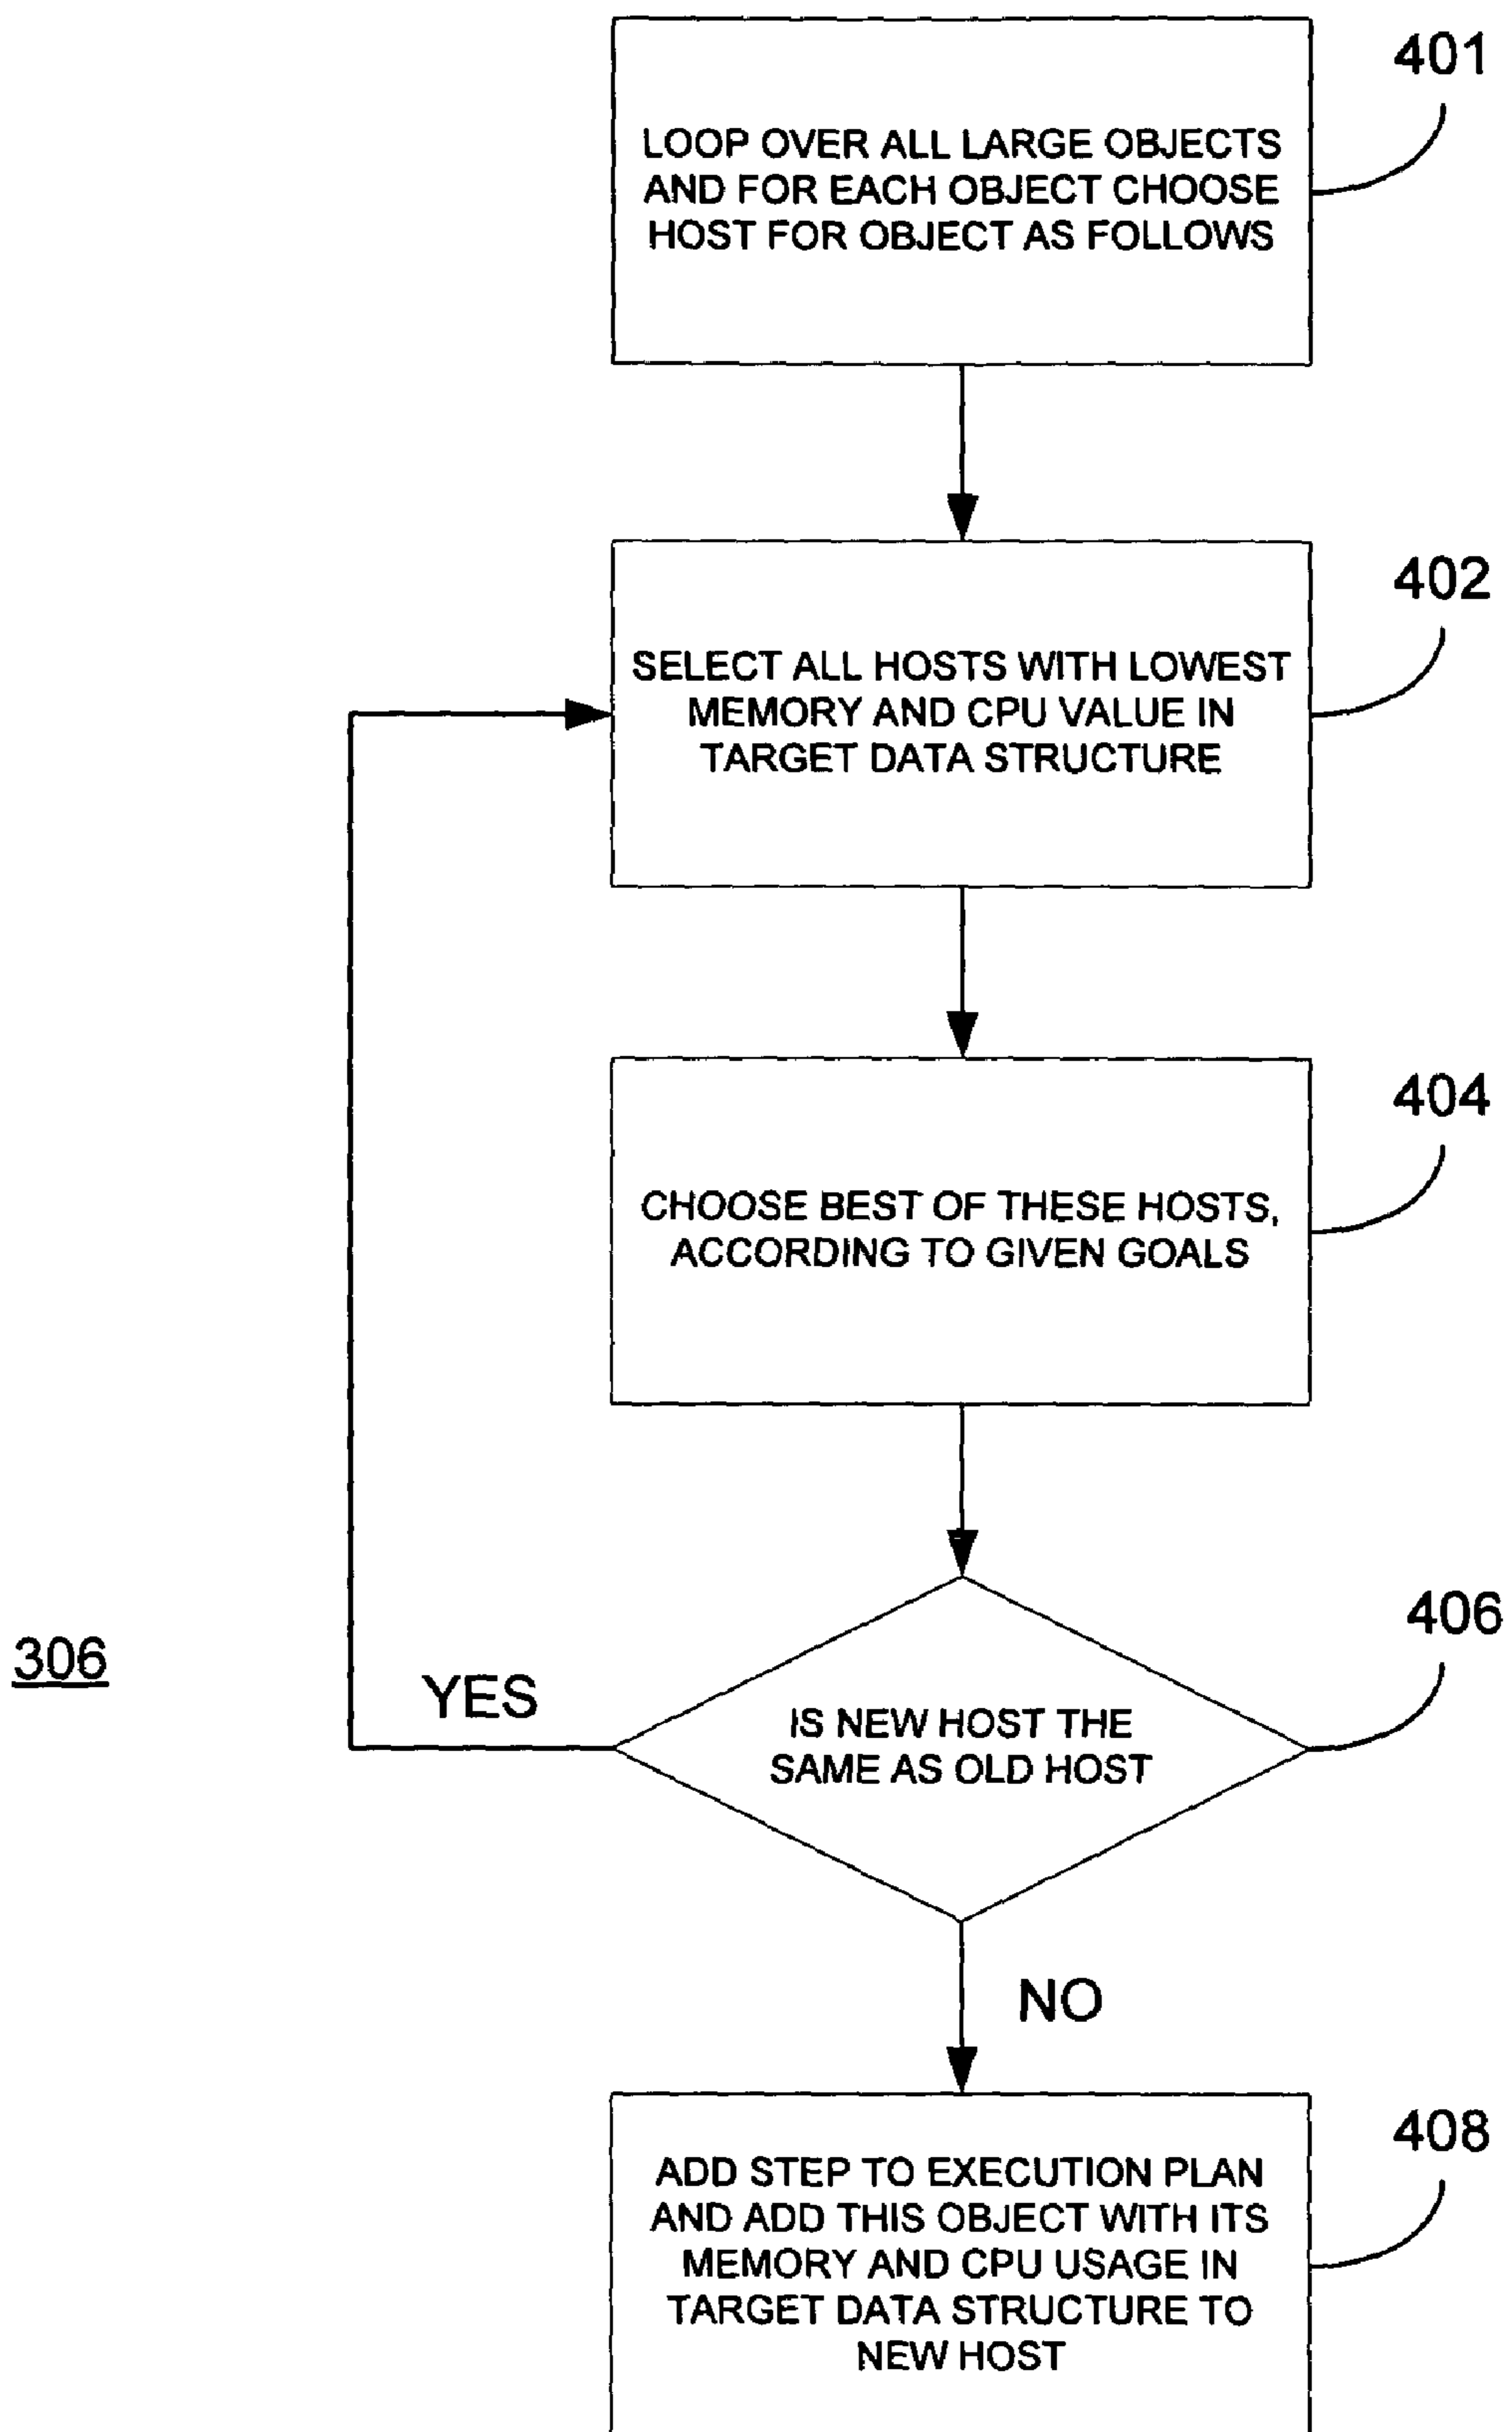 401
LOOP OVER ALL LARGE OBJECTS
AND FOR EACH OBJECT CHOOSE
HOST FOR OBJECT AS FOLLOWS
402
SELECT ALL HOSTS WITH LOWEST
MEMORY AND CPU VALUE IN
TARGET DATA STRUCTURE
404
CHOOSE BEST OF THESE HOSTS,
ACCORDING TO GIVEN GOALS
406
306
YES
IS NEW HOST THE
SAME AS OLD HOST
NO
408
ADD STEP TO EXECUTION PLAN
AND ADD THIS OBJECT WITH ITS
MEMORY AND CPU USAGE IN
TARGET DATA STRUCTURE TO
NEW HOST